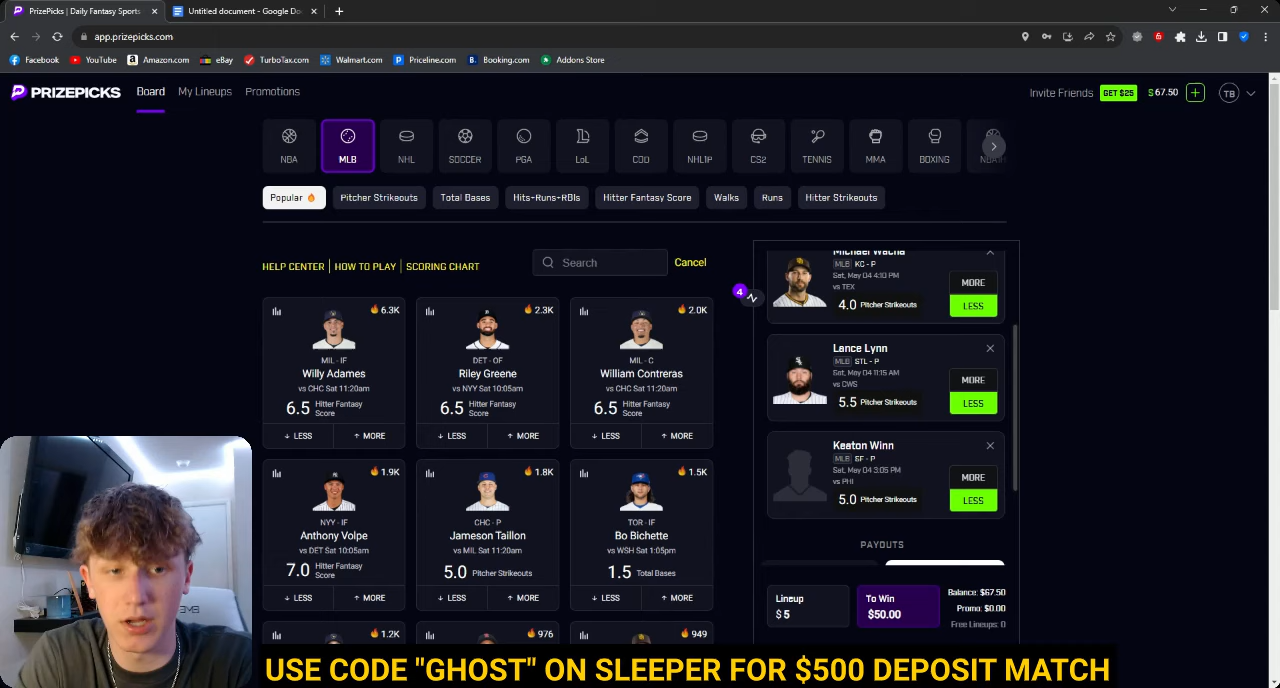 PrizePicks | Daily Fantasy Sports
Untitled document - Google Do
app.prizepicks.com
Facebook YouTube Amazon.com eBay TurboTax.com Walmart.com Priceline.com Booking.com Addons Store
PRIZEPICKS Board My Lineups Promotions
Invite Friends GET $25 $67.50 + TB
NBA MLB NHL SOCCER PGA LoL COD NHL1P CS2 TENNIS MMA BOXING
Popular Pitcher Strikeouts Total Bases Hits-Runs-RBIs Hitter Fantasy Score Walks Runs Hitter Strikeouts
HELP CENTER | HOW TO PLAY | SCORING CHART
Search Cancel
6.3K
MIL - IF
Willy Adames
vs CHC Sat 11:20am
6.5 Hitter Fantasy
Score
↓ LESS ↑ MORE
2.3K
DET - OF
Riley Greene
vs NYY Sat 10:05am
6.5 Hitter Fantasy
Score
↓ LESS ↑ MORE
2.0K
MIL - C
William Contreras
vs CHC Sat 11:20am
6.5 Hitter Fantasy
Score
↓ LESS ↑ MORE
1.9K
NYY - IF
Anthony Volpe
vs DET Sat 10:05am
7.0 Hitter Fantasy
Score
↓ LESS ↑ MORE
1.8K
CHC - P
Jameson Taillon
vs MIL Sat 11:20am
5.0 Pitcher Strikeouts
↓ LESS ↑ MORE
1.5K
TOR - IF
Bo Bichette
vs WSH Sat 1:05pm
1.5 Total Bases
↓ LESS ↑ MORE
1.2K
976
949
4
Michael Wacha
MLB KC - P
Sat, May 04 4:10 PM
vs TEX
4.0 Pitcher Strikeouts
MORE
LESS
Lance Lynn
MLB STL - P
Sat, May 04 11:15 AM
vs CWS
5.5 Pitcher Strikeouts
MORE
LESS
Keaton Winn
MLB SF - P
Sat, May 04 3:05 PM
vs PHI
5.0 Pitcher Strikeouts
MORE
LESS
PAYOUTS
Lineup
$ 5
To Win
$50.00
Balance: $67.50
Promo: $0.00
Free Lineups: 0
USE CODE "GHOST" ON SLEEPER FOR $500 DEPOSIT MATCH